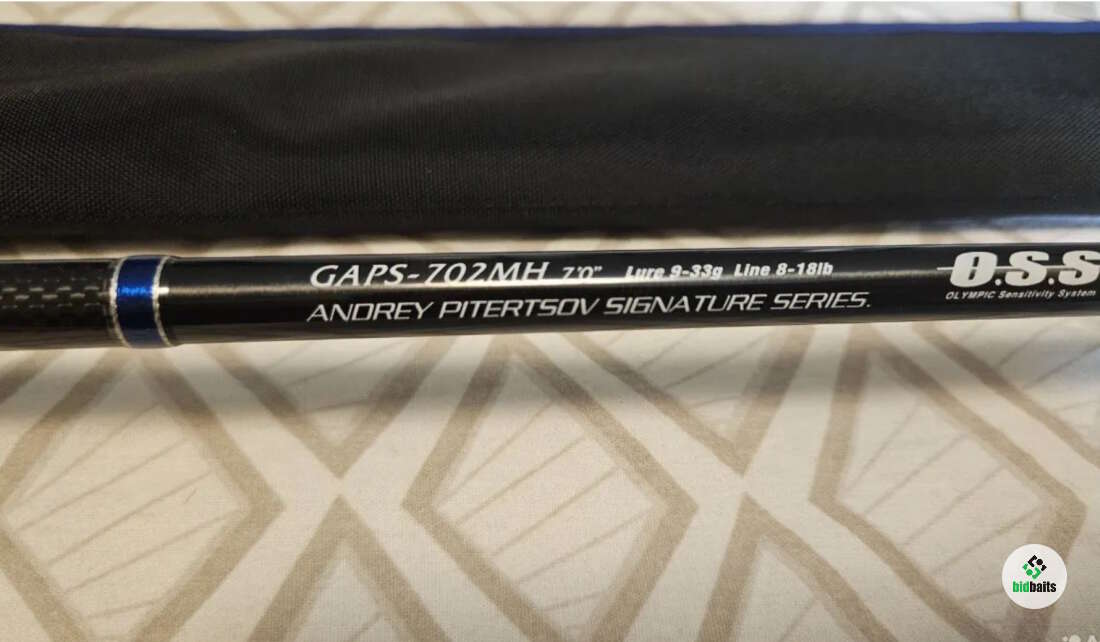 GAPS-702MH 7'0" Lure 9-33g Line 8-18lb
ANDREY PITERTSOV SIGNATURE SERIES.
O.S.S
OLYMPIC Sensitivity System
bidbaits